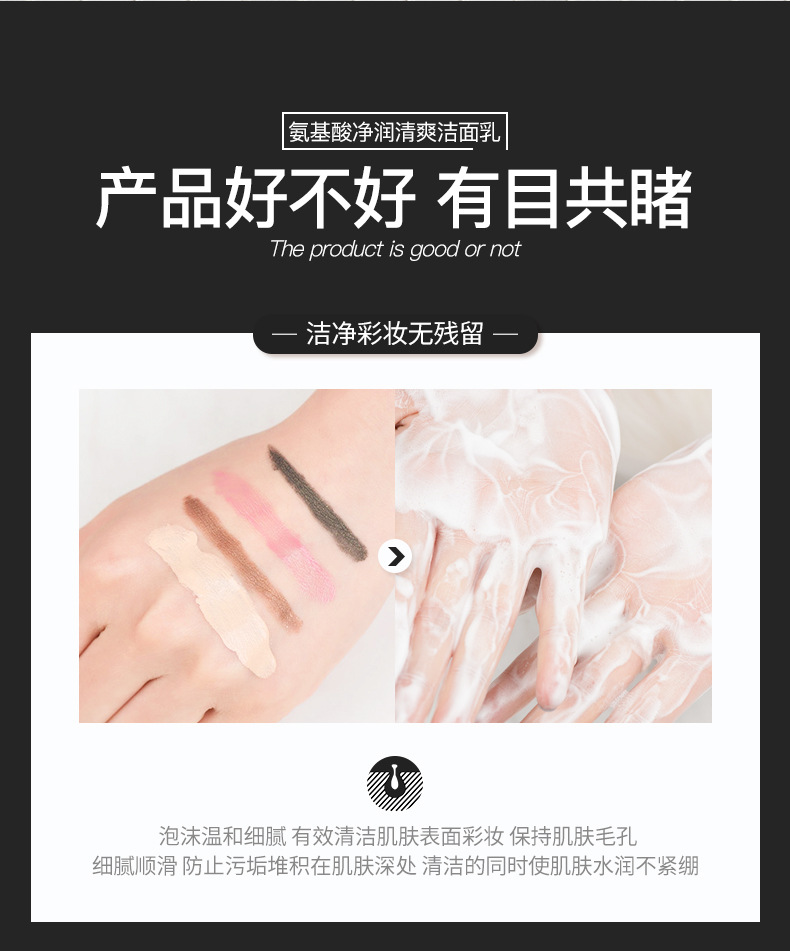 氨基酸净润清爽洁面乳
产品好不好 有目共睹
The product is good or not
— 洁净彩妆无残留 —
泡沫温和细腻 有效清洁肌肤表面彩妆 保持肌肤毛孔
细腻顺滑 防止污垢堆积在肌肤深处 清洁的同时使肌肤水润不紧绷